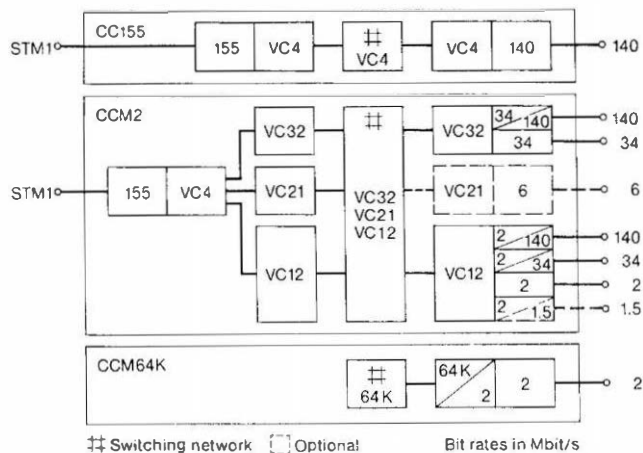 CC155
STM1 155 VC4 VC4 VC4 140 140
CCM2
VC32 VC32 34 140 140
34 34
STM1 155 VC4 VC21 VC32 VC21 VC12 VC21 6 6
VC12 VC12 2 140 140
2 34 34
2 2
2 1.5 1.5
CCM64K
64K 64K 2 2 2
Switching network Optional Bit rates in Mbit/s